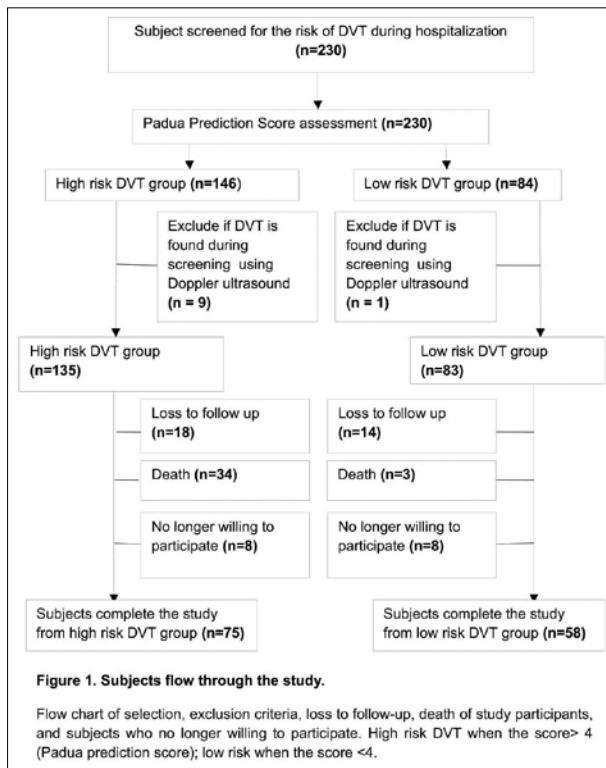 Subject screened for the risk of DVT during hospitalization
(n=230)
Padua Prediction Score assessment (n=230)
High risk DVT group (n=146)
Low risk DVT group (n=84)
Exclude if DVT is
found during
screening using
Doppler ultrasound
(n = 9)
Exclude if DVT is
found during
screening using
Doppler ultrasound
(n = 1)
High risk DVT group
(n=135)
Low risk DVT group
(n=83)
Loss to follow up
(n=18)
Loss to follow up
(n=14)
Death (n=34)
Death (n=3)
No longer willing to
participate (n=8)
No longer willing to
participate (n=8)
Subjects complete the study
from high risk DVT group (n=75)
Subjects complete the study
from low risk DVT group (n=58)
Figure 1. Subjects flow through the study.
Flow chart of selection, exclusion criteria, loss to follow-up, death of study participants,
and subjects who no longer willing to participate. High risk DVT when the score> 4
(Padua prediction score); low risk when the score <4.